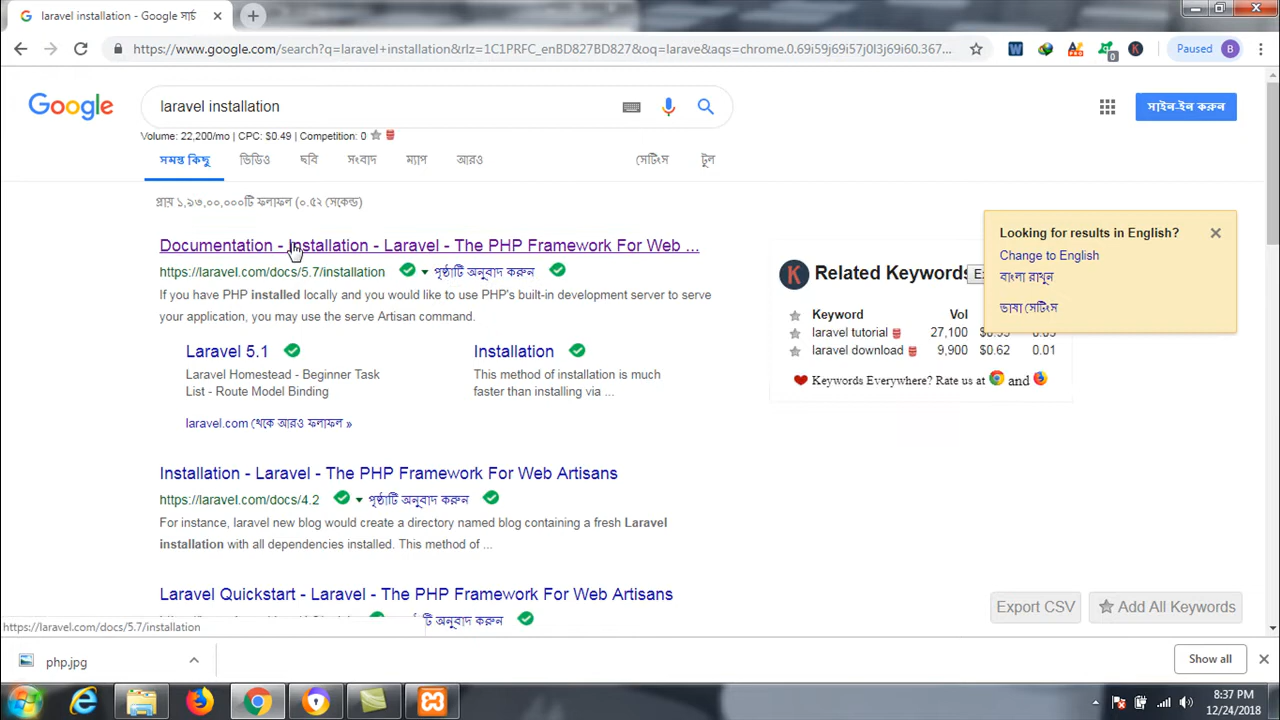 laravel installation - Google সার্চ
https://www.google.com/search?q=laravel+installation&rlz=1C1PRFC_enBD827BD827&oq=larave&aqs=chrome.0.69i59j69i57j0l3j69i60.367...
Paused B
Google
laravel installation
সাইন-ইন করুন
Volume: 22,200/mo | CPC: $0.49 | Competition: 0
সমস্ত কিছু ভিডিও ছবি সংবাদ ম্যাপ আরও সেটিংস টুল
প্রায় ১,৯৩,০০,০০০টি ফলাফল (০.৫২ সেকেন্ড)
Documentation - Installation - Laravel - The PHP Framework For Web ...
https://laravel.com/docs/5.7/installation পৃষ্ঠাটি অনুবাদ করুন
If you have PHP installed locally and you would like to use PHP's built-in development server to serve
your application, you may use the serve Artisan command.
Laravel 5.1
Laravel Homestead - Beginner Task
List - Route Model Binding
Installation
This method of installation is much
faster than installing via ...
laravel.com থেকে আরও ফলাফল »
Installation - Laravel - The PHP Framework For Web Artisans
https://laravel.com/docs/4.2 পৃষ্ঠাটি অনুবাদ করুন
For instance, laravel new blog would create a directory named blog containing a fresh Laravel
installation with all dependencies installed. This method of ...
Laravel Quickstart - Laravel - The PHP Framework For Web Artisans
অনুবাদ করুন
https://laravel.com/docs/5.7/installation
Looking for results in English?
Change to English
বাংলা রাখুন
ভাষা সেটিংস
K Related Keywords
Keyword Vol
laravel tutorial 27,100
laravel download 9,900 $0.62 0.01
Keywords Everywhere? Rate us at and
Export CSV Add All Keywords
php.jpg
Show all
8:37 PM
12/24/2018